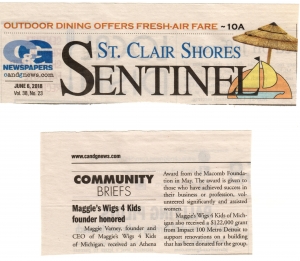 OUTDOOR DINING OFFERS FRESH-AIR FARE – 10A
C&G
NEWSPAPERS
candgnews.com
JUNE 6, 2018
Vol. 38, No. 23
ST. CLAIR SHORES
SENTINEL
www.candgnews.com
COMMUNITY
BRIEFS
Maggie's Wigs 4 Kids
founder honored
Maggie Varney, founder and
CEO of Maggie's Wigs 4 Kids
of Michigan, received an Athena
Award from the Macomb Founda-
tion in May. The award is given to
those who have achieved success in
their business or profession, vol-
unteered significantly and assisted
women.
Maggie's Wigs 4 Kids of Mich-
igan also received a $122,000 grant
from Impact 100 Metro Detroit to
support renovations on a building
that has been donated for the group.